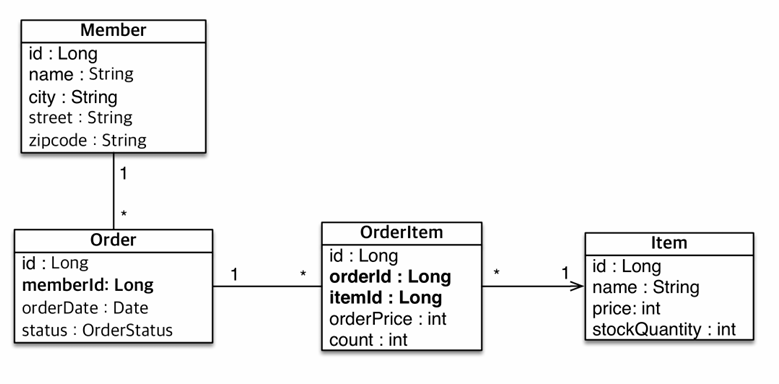 Member
id : Long
name : String
city : String
street : String
zipcode : String
1
*
Order
id : Long
memberId: Long
orderDate : Date
status : OrderStatus
1
*
OrderItem
id : Long
orderId : Long
itemId : Long
orderPrice : int
count : int
*
1
Item
id : Long
name : String
price: int
stockQuantity : int